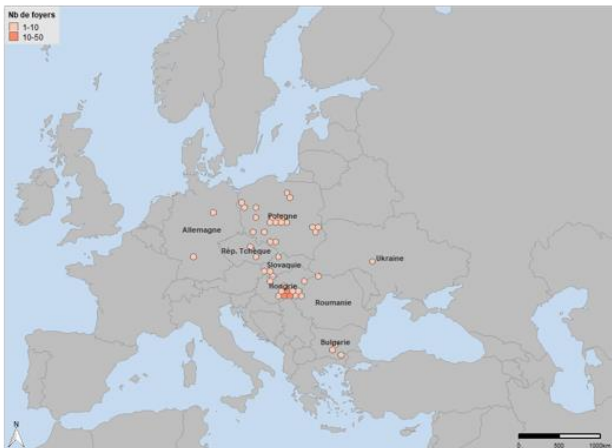 Nb de foyers
1-10
10-50
Pologne
Allemagne
Rép. Tchèque
Ukraine
Slovaquie
Hongrie
Roumanie
Bulgarie
N
0 500 1000km